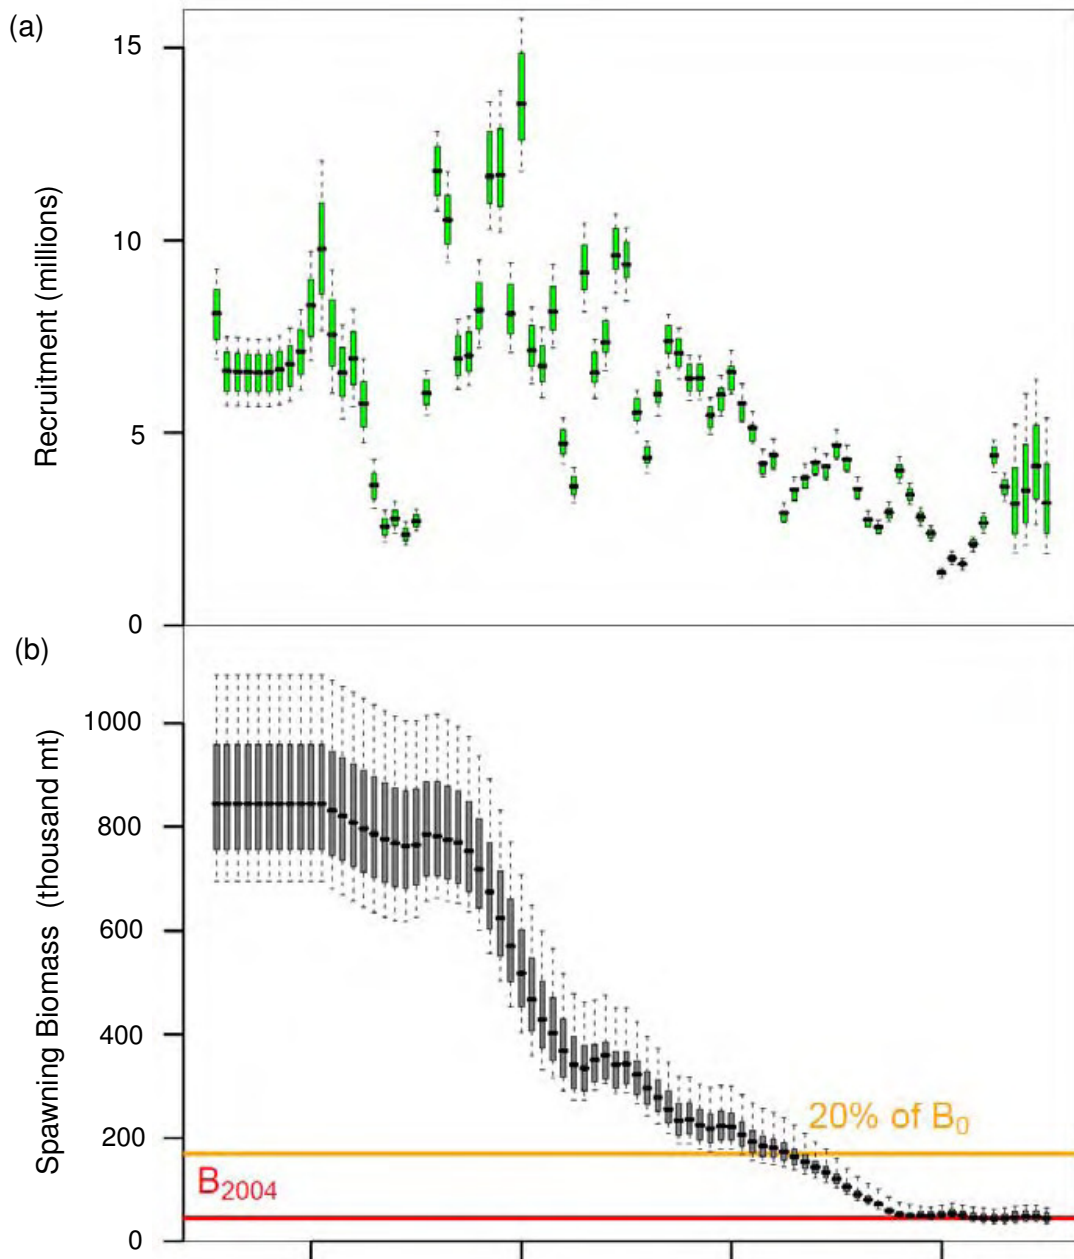 (a)
15
10
5
0
Recruitment (millions)
(b)
1000
800
600
400
200
0
Spawning Biomass (thousand mt)
20% of B₀
B₂₀₀₄